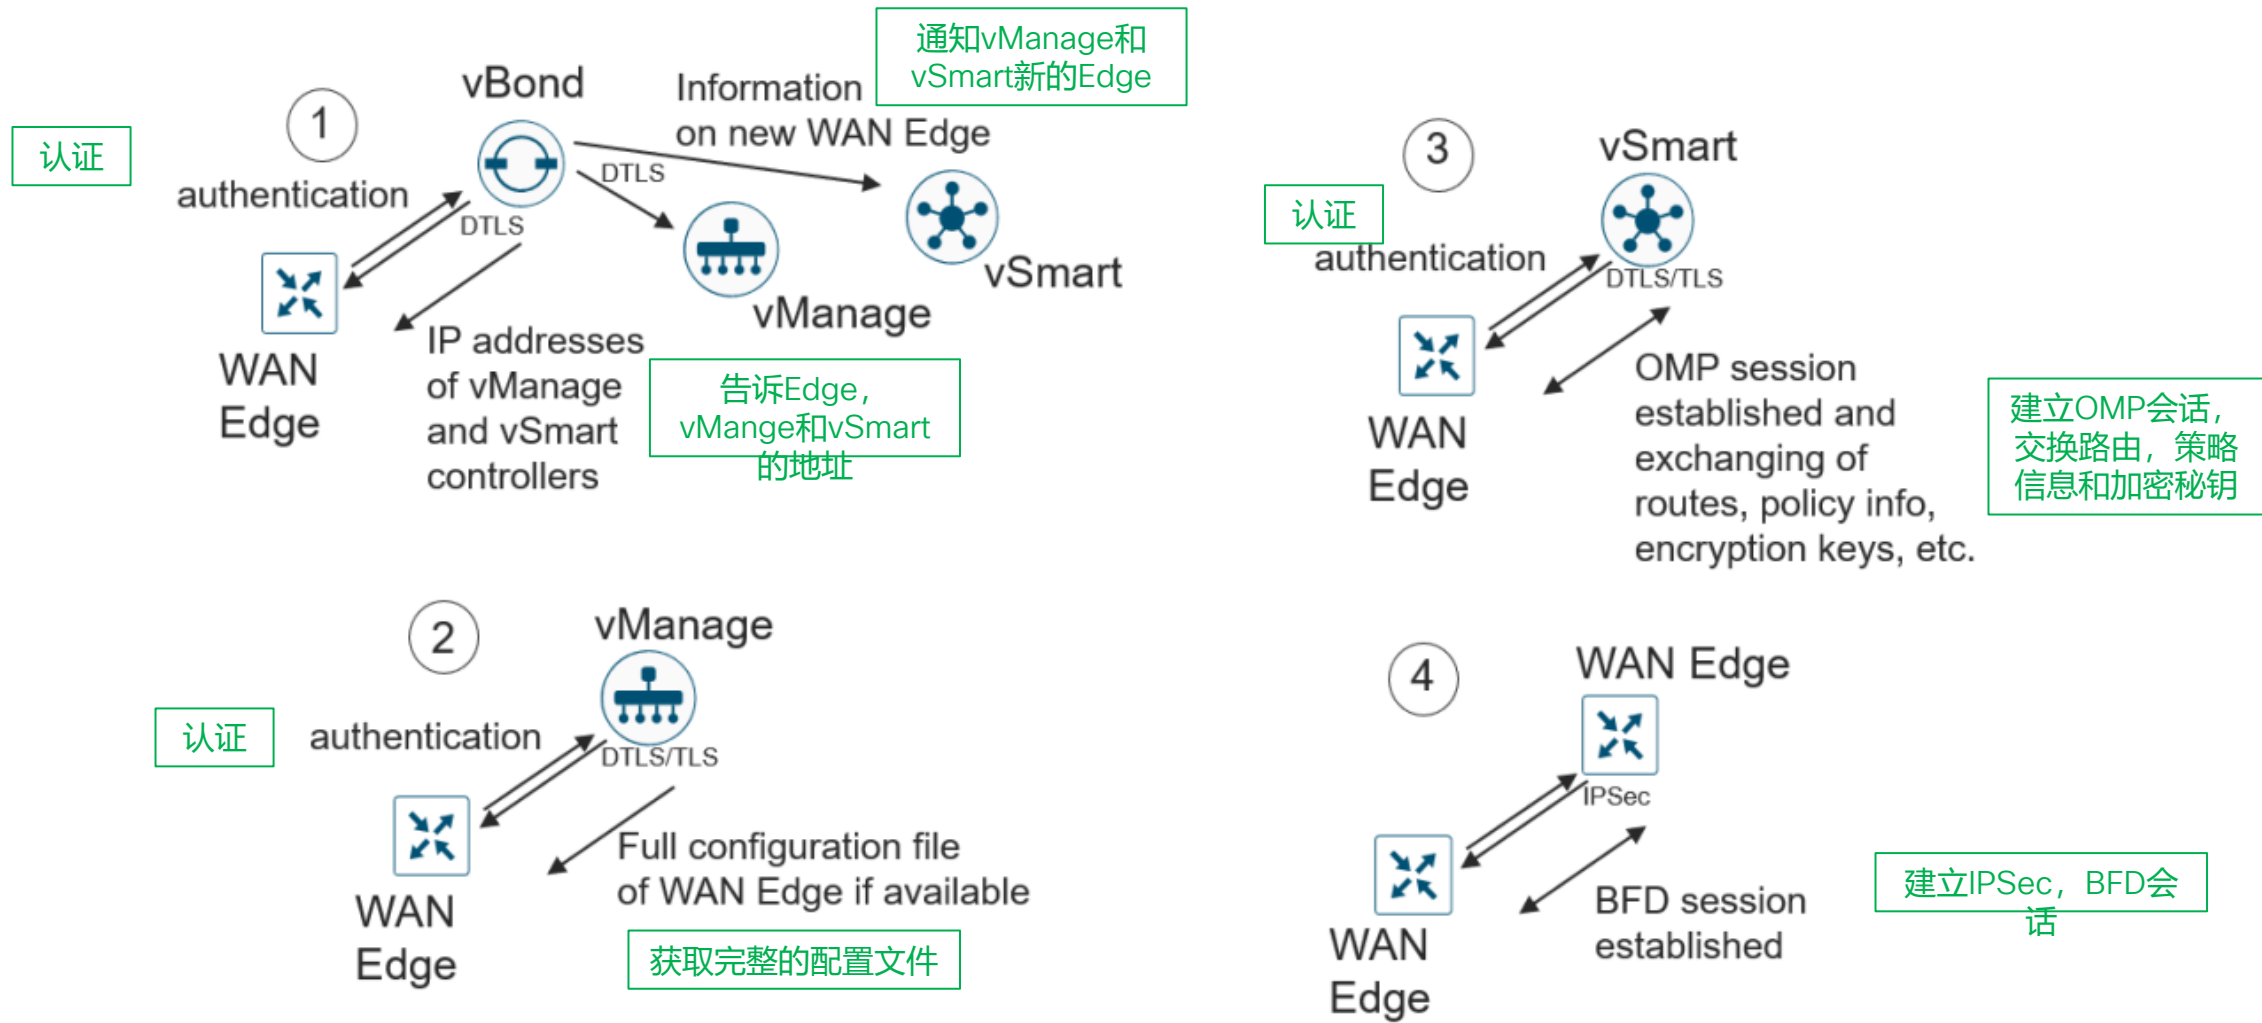 通知vManage和
vSmart新的Edge
vBond
Information
on new WAN Edge
1
认证
authentication
DTLS
DTLS
vSmart
vManage
WAN
Edge
IP addresses
of vManage
and vSmart
controllers
告诉Edge，
vMange和vSmart
的地址
2
vManage
认证
authentication
DTLS/TLS
WAN
Edge
Full configuration file
of WAN Edge if available
获取完整的配置文件
3
vSmart
认证
authentication
DTLS/TLS
WAN
Edge
OMP session
established and
exchanging of
routes, policy info,
encryption keys, etc.
建立OMP会话，
交换路由，策略
信息和加密秘钥
4
WAN Edge
IPSec
WAN
Edge
BFD session
established
建立IPSec，BFD会
话